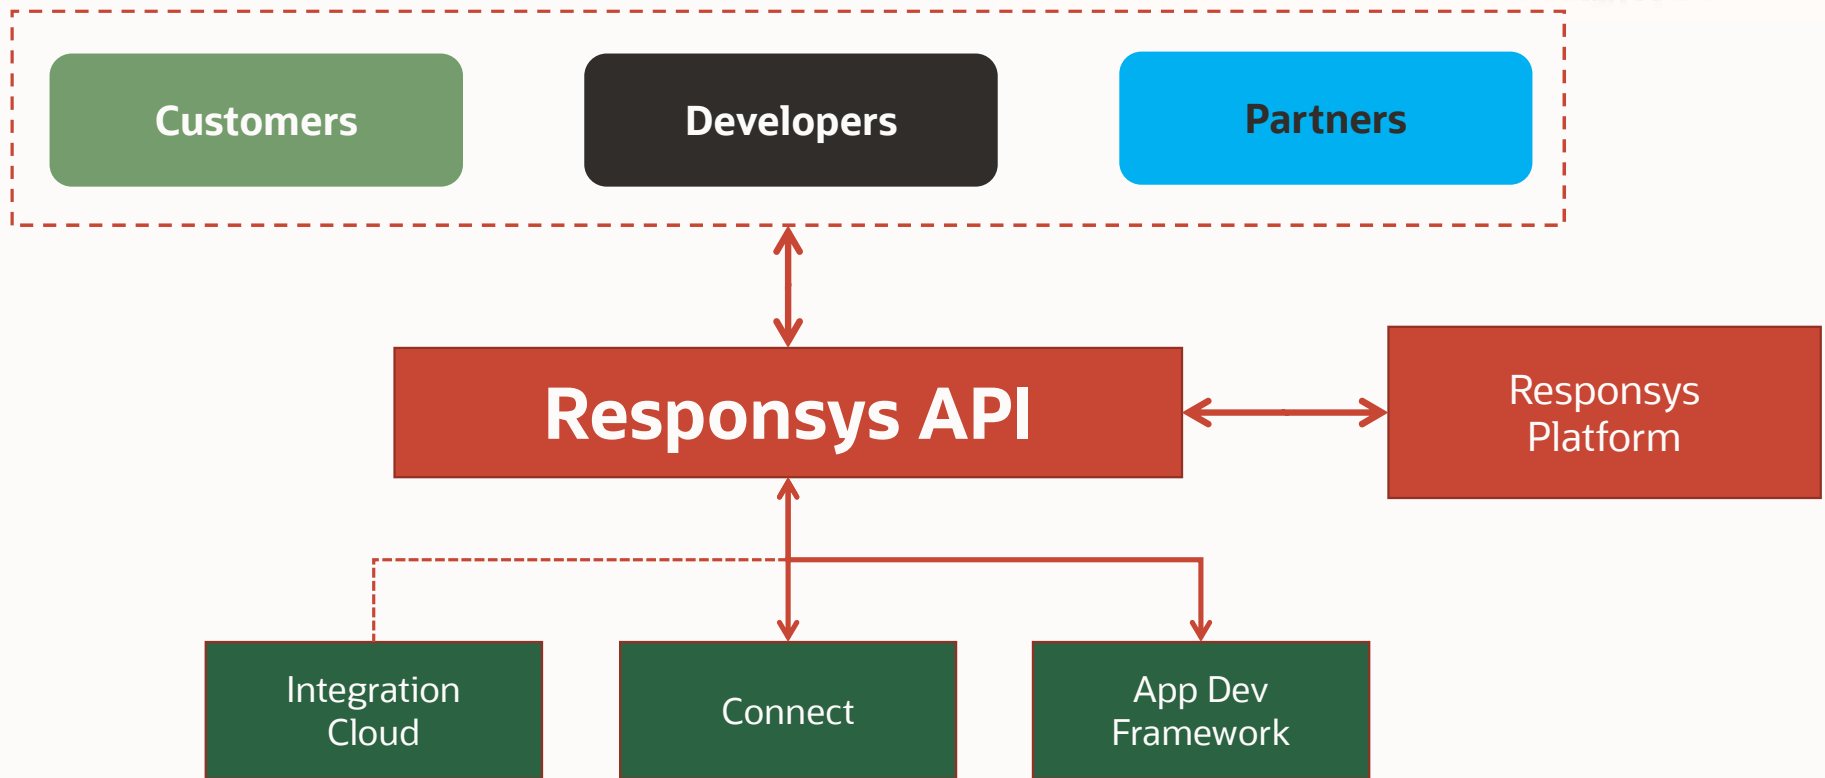 Customers
Developers
Partners
Responsys API
Responsys
Platform
Integration
Cloud
Connect
App Dev
Framework